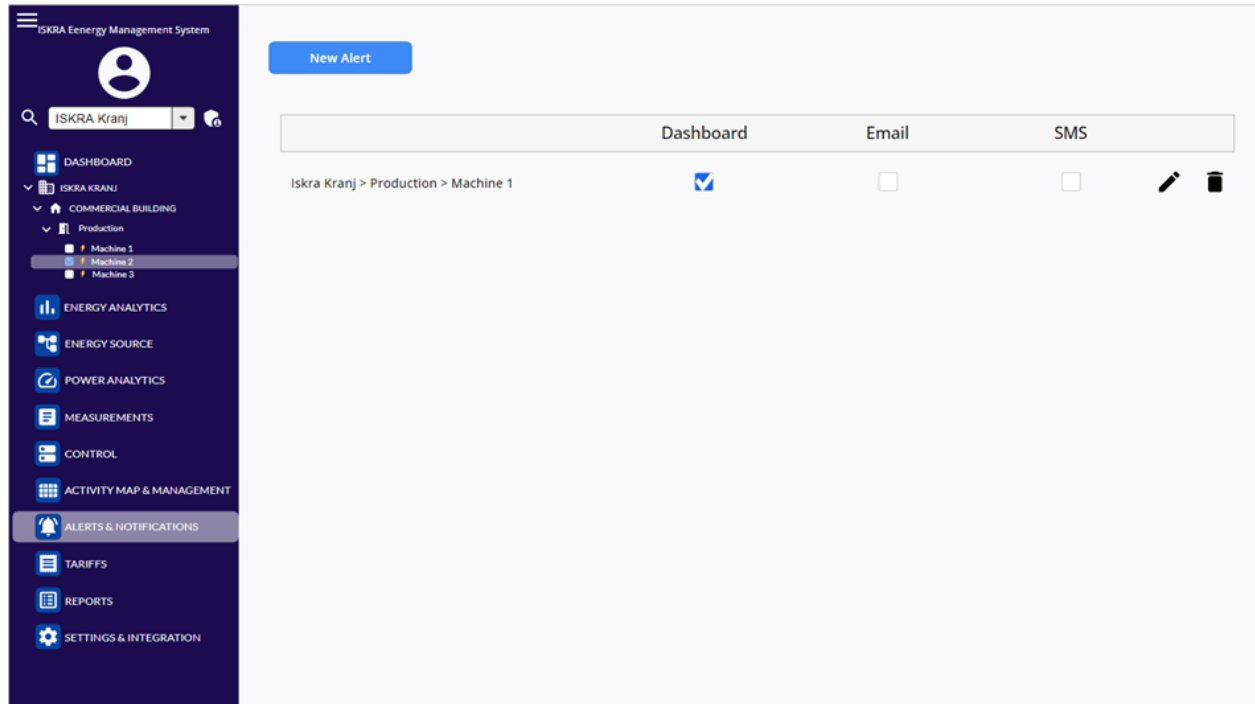 ISKRA Eenergy Management System
ISKRA Kranj
DASHBOARD
ISKRA KRANJ
COMMERCIAL BUILDING
Production
Machine 1
Machine 2
Machine 3
ENERGY ANALYTICS
ENERGY SOURCE
POWER ANALYTICS
MEASUREMENTS
CONTROL
ACTIVITY MAP & MANAGEMENT
ALERTS & NOTIFICATIONS
TARIFFS
REPORTS
SETTINGS & INTEGRATION
New Alert
Dashboard Email SMS
Iskra Kranj > Production > Machine 1